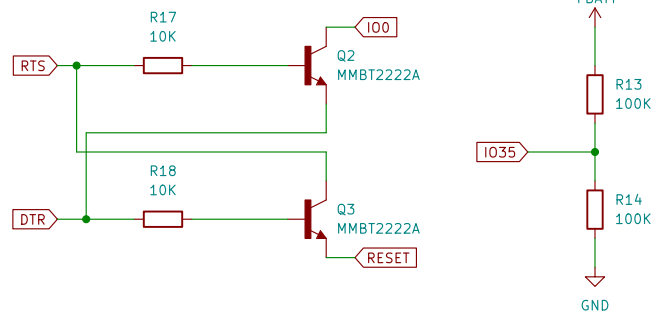 R17
10K
IO0
RTS
Q2
MMBT2222A
R18
10K
DTR
Q3
MMBT2222A
RESET
R13
100K
IO35
R14
100K
GND